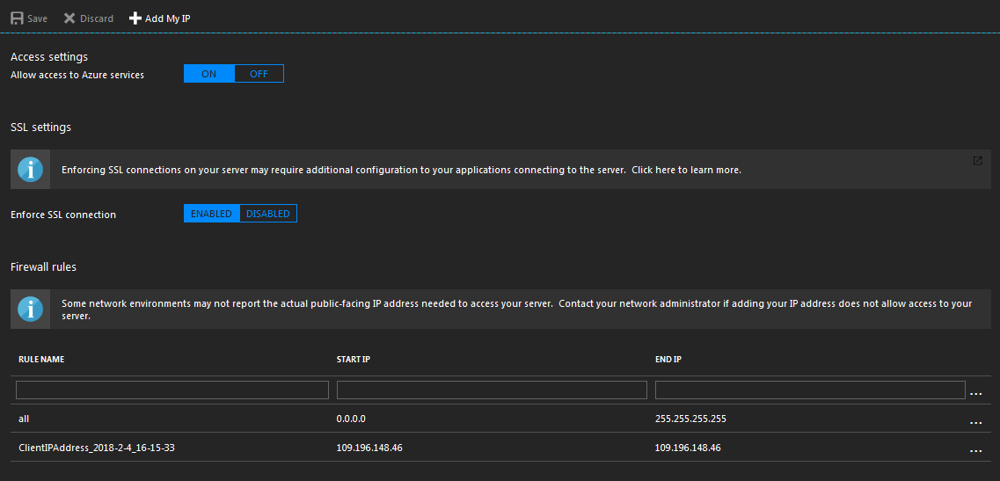 Save Discard Add My IP
Access settings
Allow access to Azure services ON OFF
SSL settings
Enforcing SSL connections on your server may require additional configuration to your applications connecting to the server. Click here to learn more.
Enforce SSL connection ENABLED DISABLED
Firewall rules
Some network environments may not report the actual public-facing IP address needed to access your server. Contact your network administrator if adding your IP address does not allow access to your
server.
RULE NAME START IP END IP
...
all 0.0.0.0 255.255.255.255 ...
ClientIPAddress_2018-2-4_16-15-33 109.196.148.46 109.196.148.46 ...